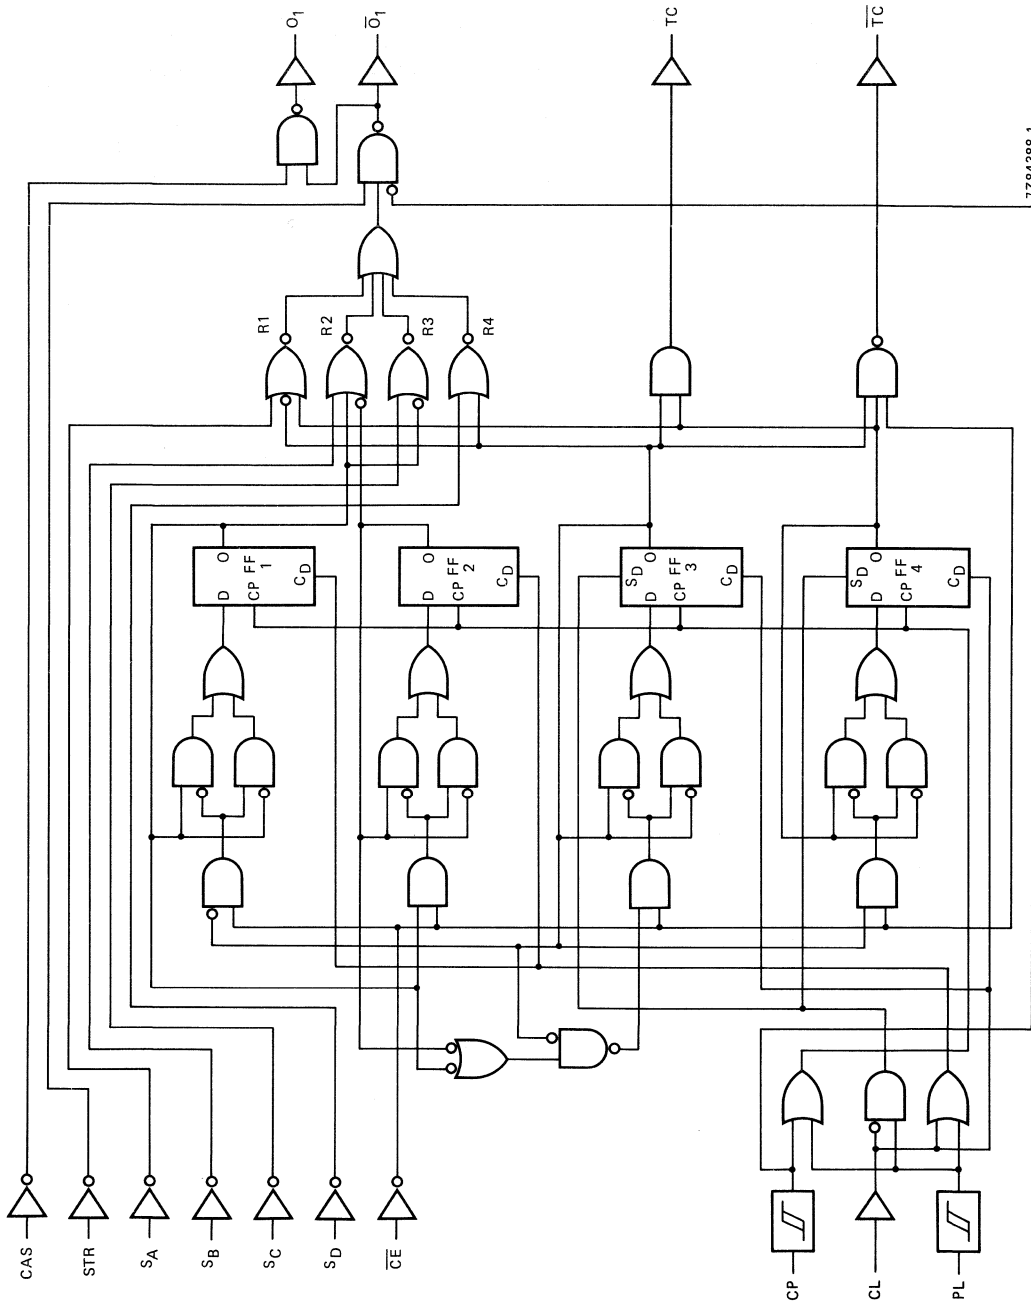 O1
O̅1
TC
T̅C̅
R1
R2
R3
R4
O
D
FF
1
CP
CD
O
D
FF
2
CP
CD
SD
O
D
FF
3
CP
CD
SD
O
D
FF
4
CP
CD
CAS
STR
SA
SB
SC
SD
C̅E̅
CP
CL
PL